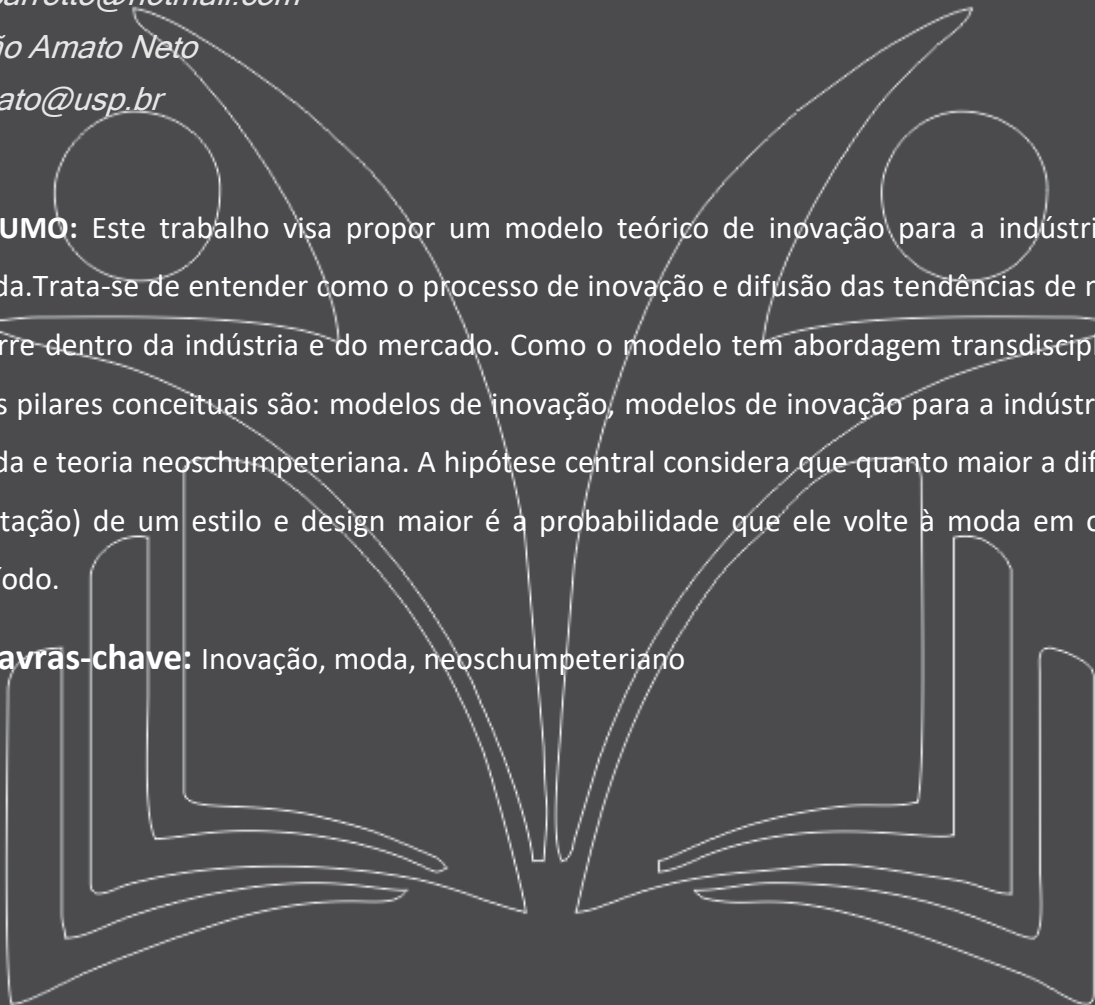 arrotto@hotmail.com
o Amato Neto
ato@usp.br
UMO: Este trabalho visa propor um modelo teórico de inovação para a indústri
da.Trata-se de entender como o processo de inovação e difusão das tendências de
rre dentro da indústria e do mercado. Como o modelo tem abordagem transdiscipl
s pilares conceituais são: modelos de inovação, modelos de inovação para a indústr
da e teoria neoschumpeteriana. A hipótese central considera que quanto maior a dif
tação) de um estilo e design maior é a probabilidade que ele volte à moda em
odo.
avras-chave: Inovação, moda, neoschumpeteriano